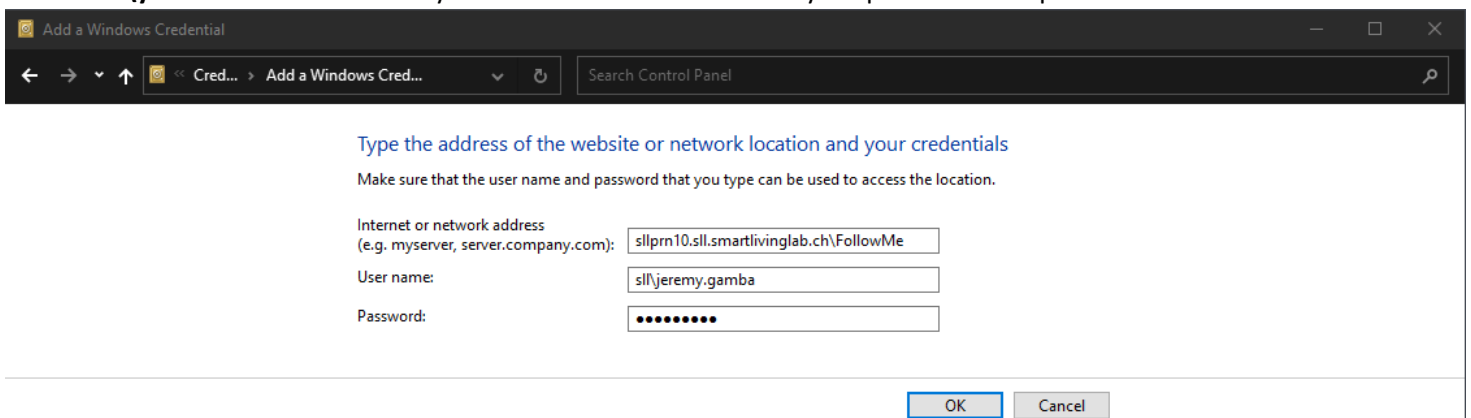 Add a Windows Credential
« Cred... › Add a Windows Cred...
Search Control Panel
Type the address of the website or network location and your credentials
Make sure that the user name and password that you type can be used to access the location.
Internet or network address
(e.g. myserver, server.company.com): sllprn10.sll.smartlivinglab.ch\FollowMe
User name: sll\jeremy.gamba
Password: •••••••••
OK Cancel